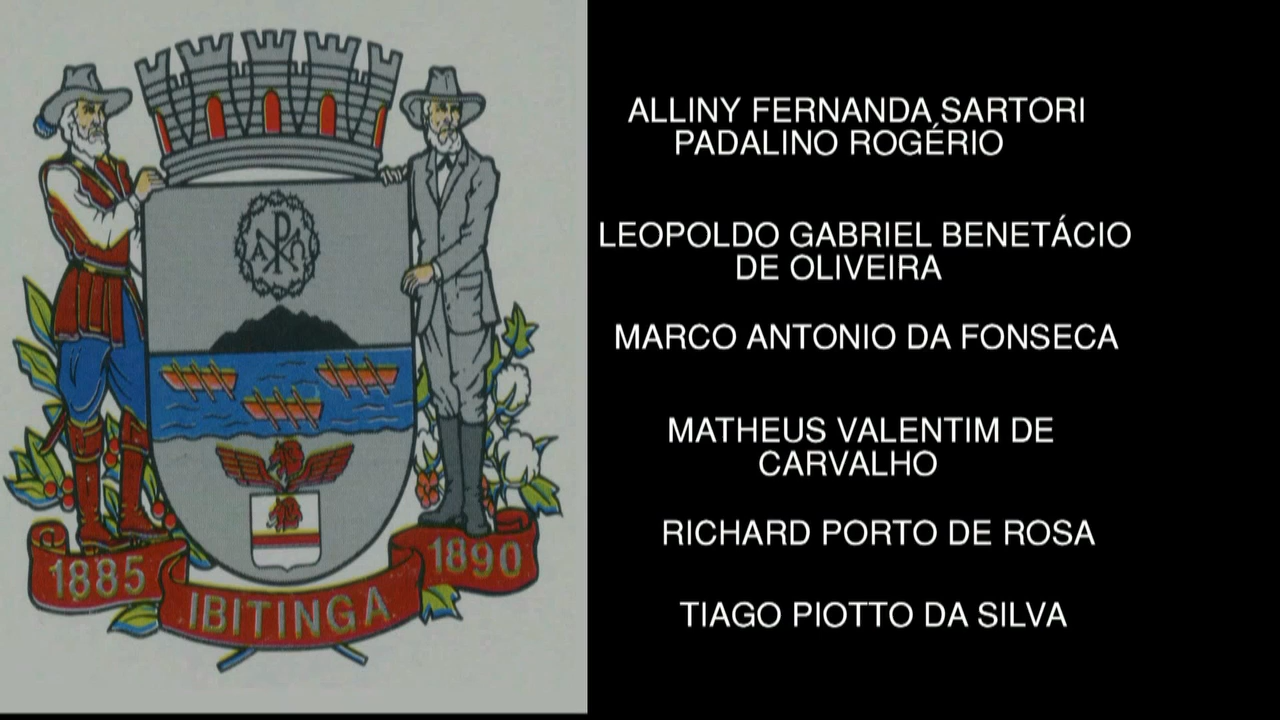 1885
IBITINGA
1890
ALLINY FERNANDA SARTORI
PADALINO ROGÉRIO
LEOPOLDO GABRIEL BENETÁCIO
DE OLIVEIRA
MARCO ANTONIO DA FONSECA
MATHEUS VALENTIM DE
CARVALHO
RICHARD PORTO DE ROSA
TIAGO PIOTTO DA SILVA